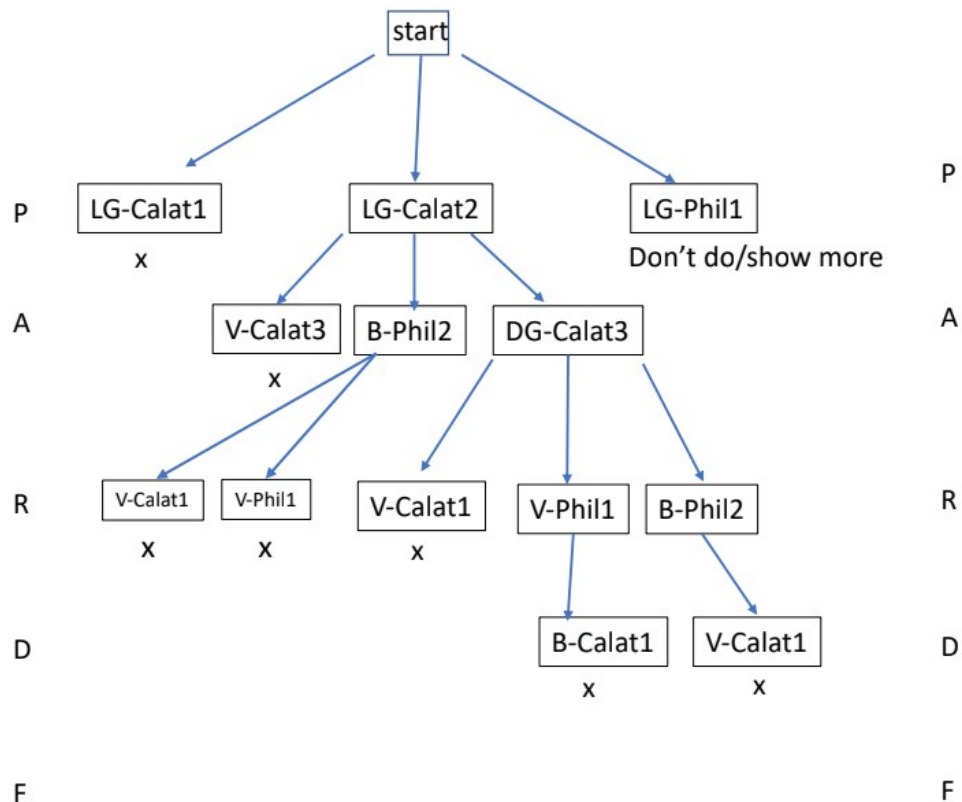 start
P
LG-Calat1
LG-Calat2
LG-Phil1
P
x
Don't do/show more
A
V-Calat3
B-Phil2
DG-Calat3
A
x
R
V-Calat1
V-Phil1
V-Calat1
V-Phil1
B-Phil2
R
x
x
x
D
B-Calat1
V-Calat1
D
x
x
F
F